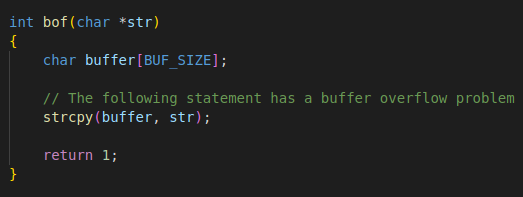 int bof(char *str)
{
    char buffer[BUF_SIZE];
    // The following statement has a buffer overflow problem
    strcpy(buffer, str);
    return 1;
}